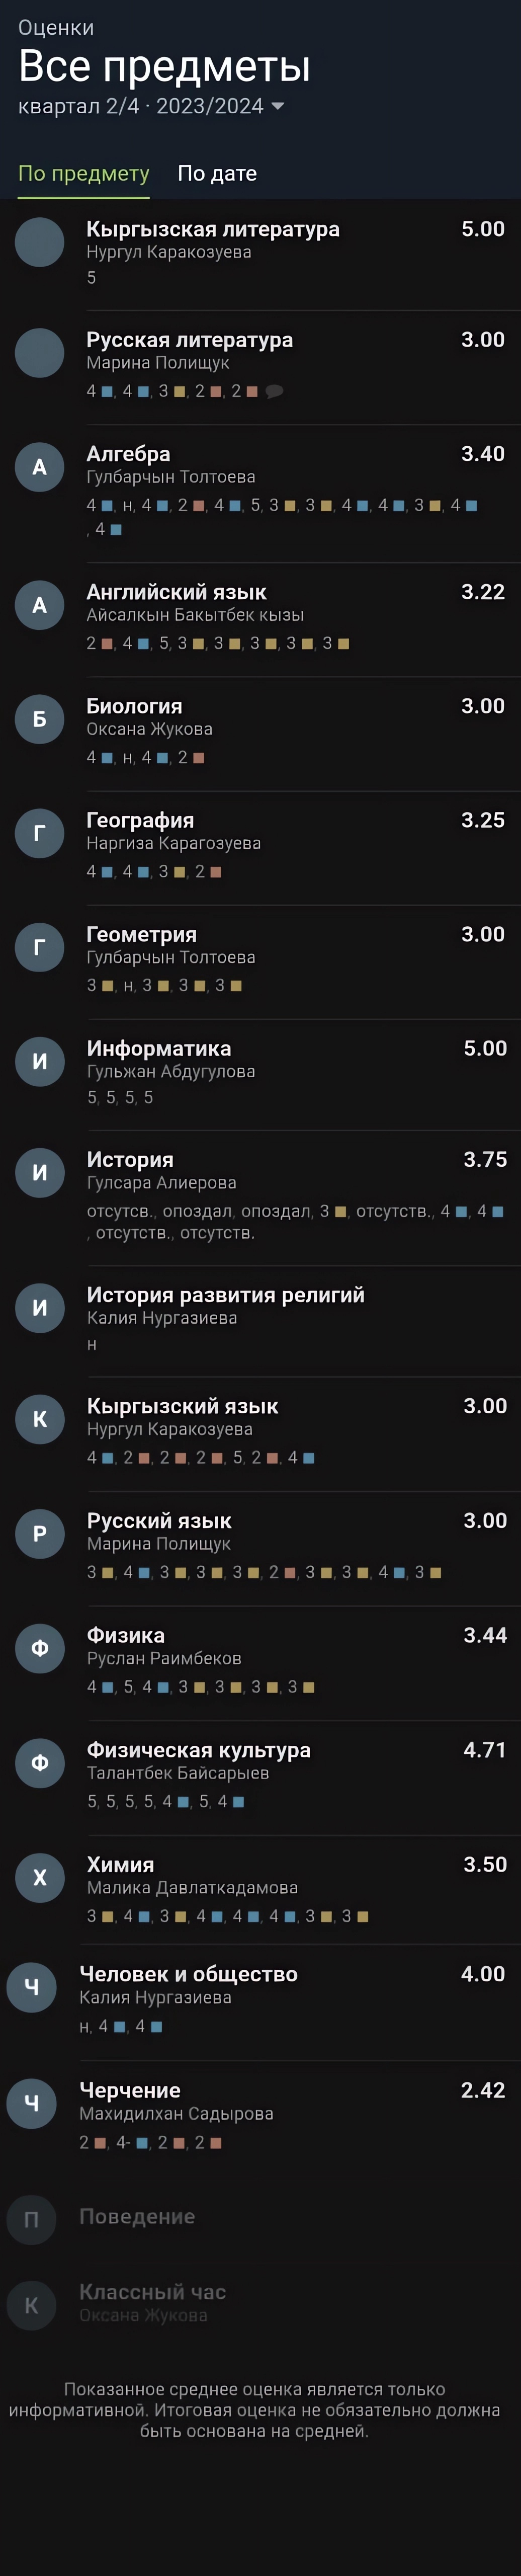 Оценки
Все предметы
квартал 2/4 · 2023/2024
По предмету По дате
Кыргызская литература 5.00
Нургул Каракозуева
5
Русская литература 3.00
Марина Полищук
4, 4, 3, 2, 2
А Алгебра 3.40
Гулбарчын Толтоева
4, н, 4, 2, 4, 5, 3, 3, 4, 4, 3, 4
, 4
А Английский язык 3.22
Айсалкын Бакытбек кызы
2, 4, 5, 3, 3, 3, 3, 3
Б Биология 3.00
Оксана Жукова
4, н, 4, 2
Г География 3.25
Наргиза Карагозуева
4, 4, 3, 2
Г Геометрия 3.00
Гулбарчын Толтоева
3, н, 3, 3, 3
И Информатика 5.00
Гульжан Абдугулова
5, 5, 5, 5
И История 3.75
Гулсара Алиерова
отсутсв., опоздал, опоздал, 3, отсутств., 4, 4
, отсутств., отсутств.
И История развития религий
Калия Нургазиева
н
К Кыргызский язык 3.00
Нургул Каракозуева
4, 2, 2, 2, 5, 2, 4
Р Русский язык 3.00
Марина Полищук
3, 4, 3, 3, 3, 2, 3, 3, 4, 3
Ф Физика 3.44
Руслан Раимбеков
4, 5, 4, 3, 3, 3, 3
Ф Физическая культура 4.71
Талантбек Байсарыев
5, 5, 5, 5, 4, 5, 4
Х Химия 3.50
Малика Давлаткадамова
3, 4, 3, 4, 4, 4, 3, 3
Ч Человек и общество 4.00
Калия Нургазиева
н, 4, 4
Ч Черчение 2.42
Махидилхан Садырова
2, 4-, 2, 2
П Поведение
К Классный час
Оксана Жукова
Показанное среднее оценка является только
информативной. Итоговая оценка не обязательно должна
быть основана на средней.